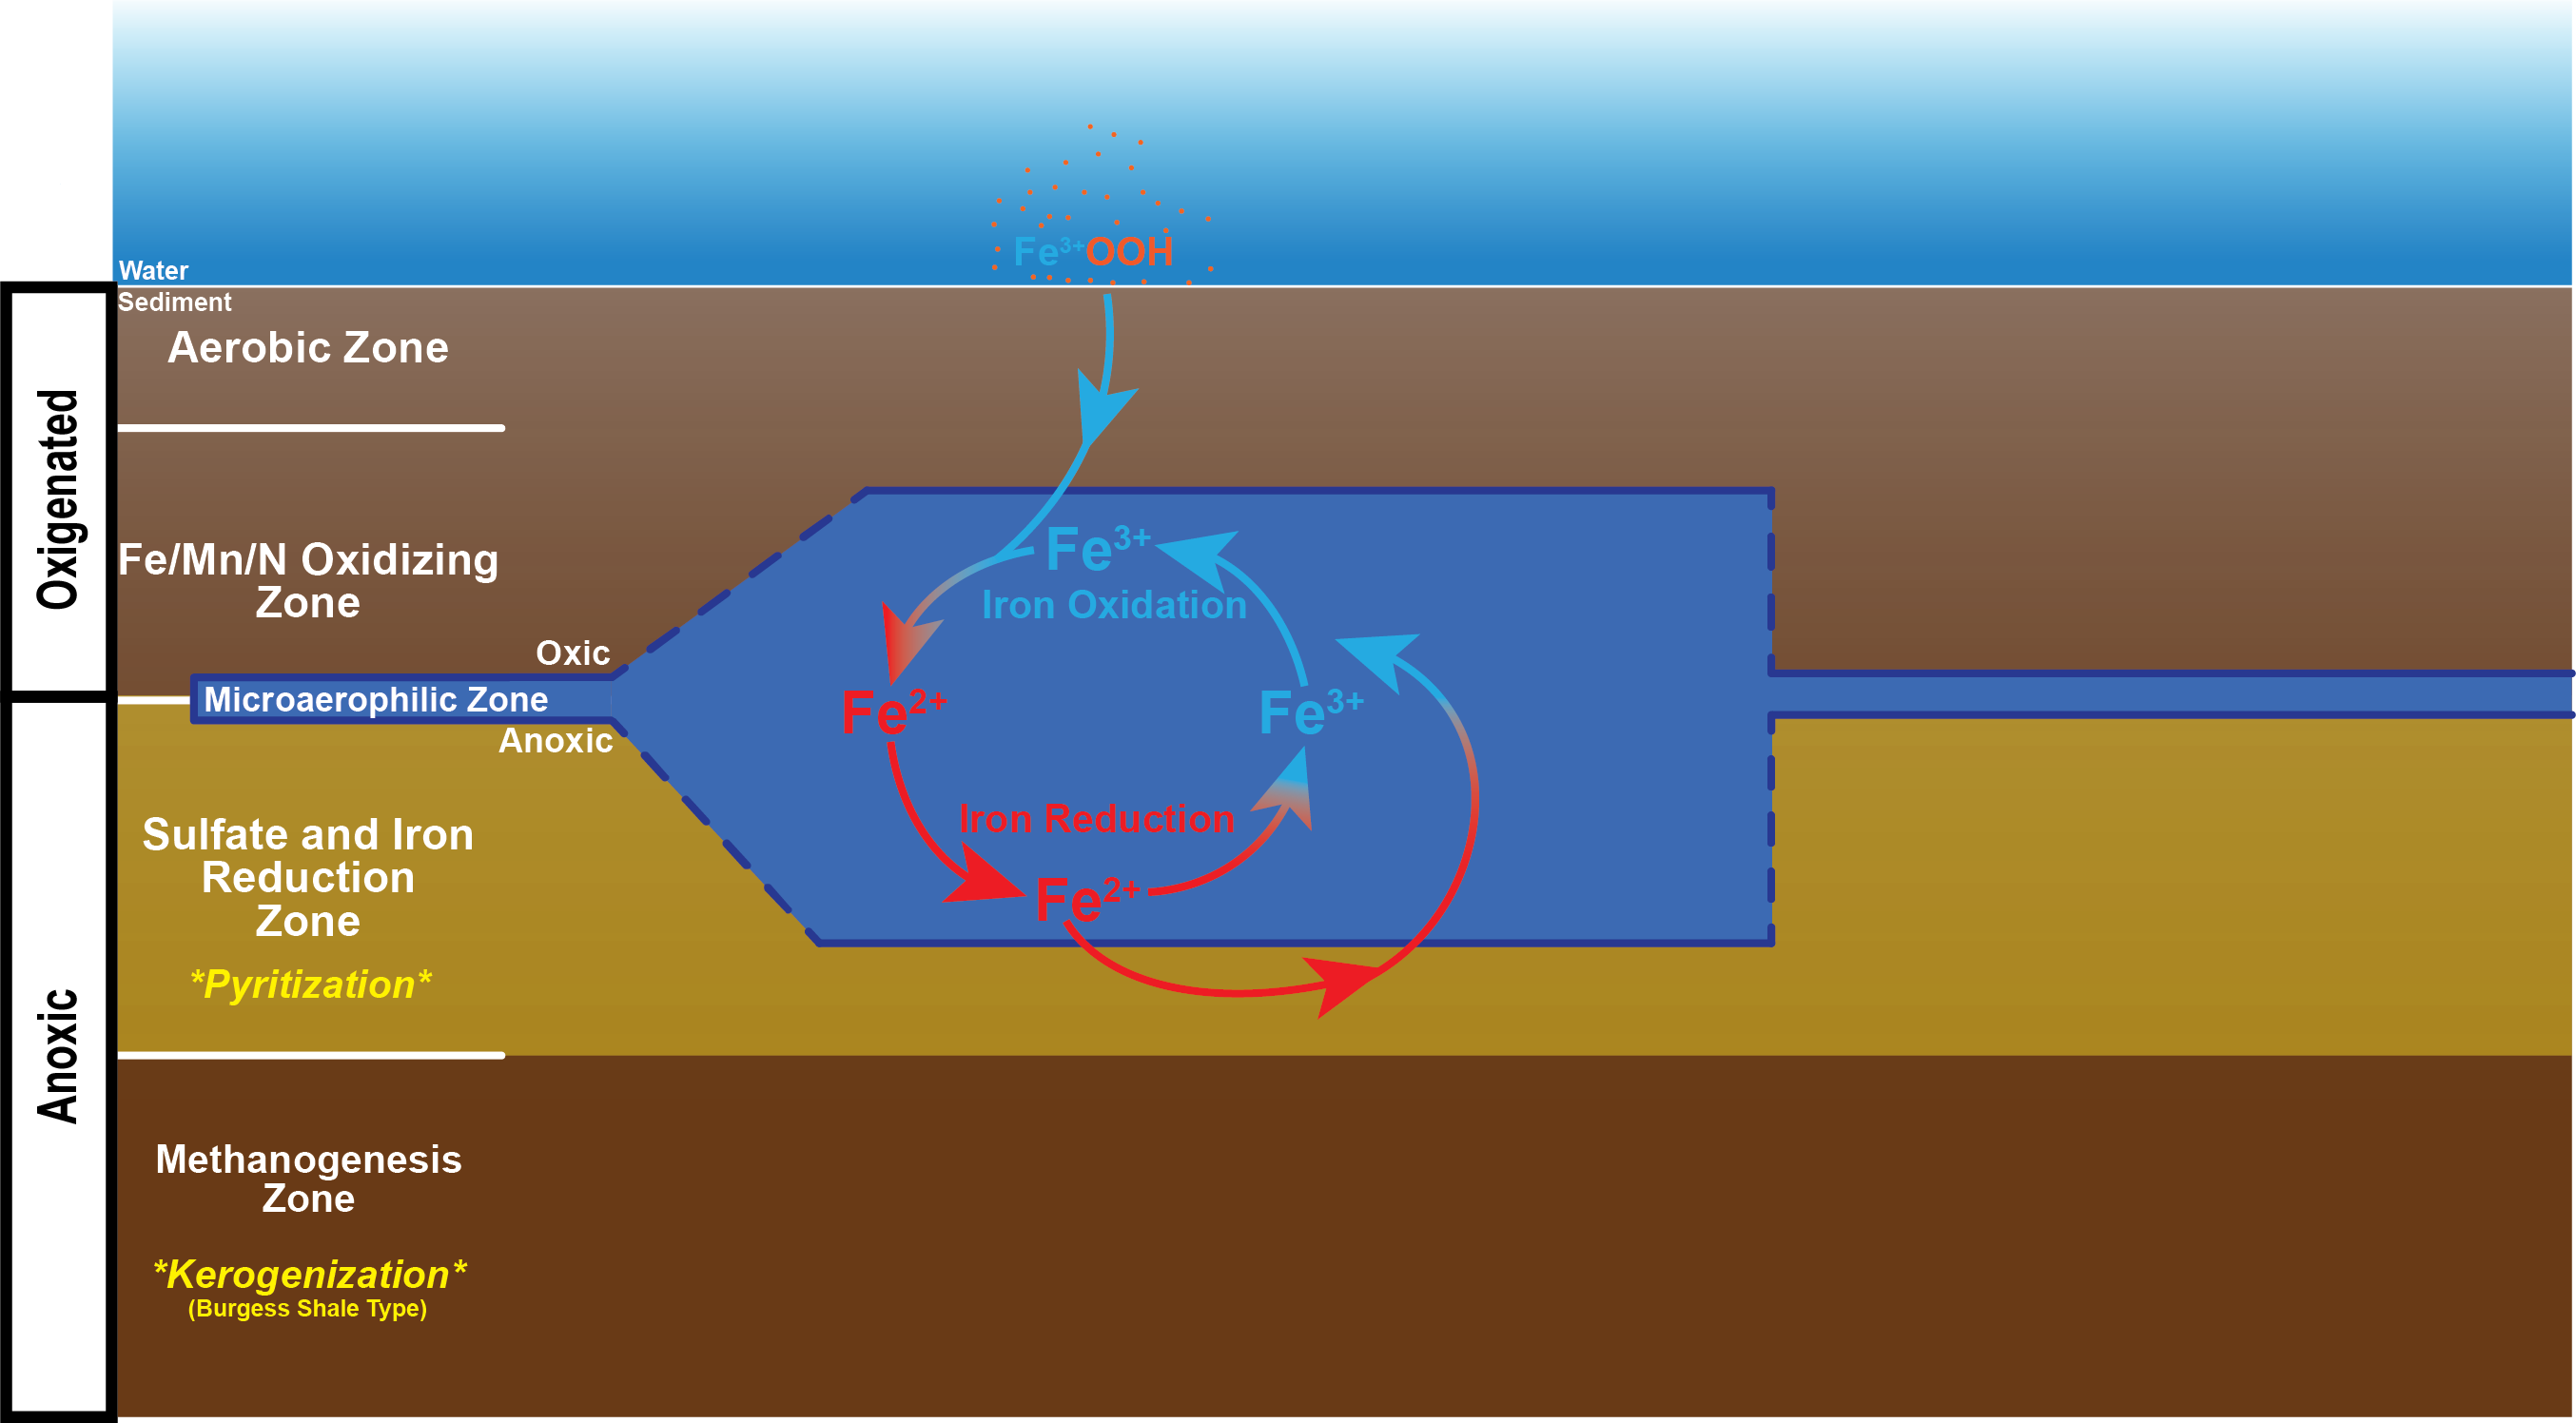 Fe³⁺OOH
Water
Sediment
Aerobic Zone
Oxigenated
Fe/Mn/N Oxidizing
Zone
Fe³⁺
Iron Oxidation
Oxic
Microaerophilic Zone
Anoxic
Fe²⁺
Fe³⁺
Iron Reduction
Fe²⁺
Sulfate and Iron
Reduction
Zone
*Pyritization*
Anoxic
Methanogenesis
Zone
*Kerogenization*
(Burgess Shale Type)